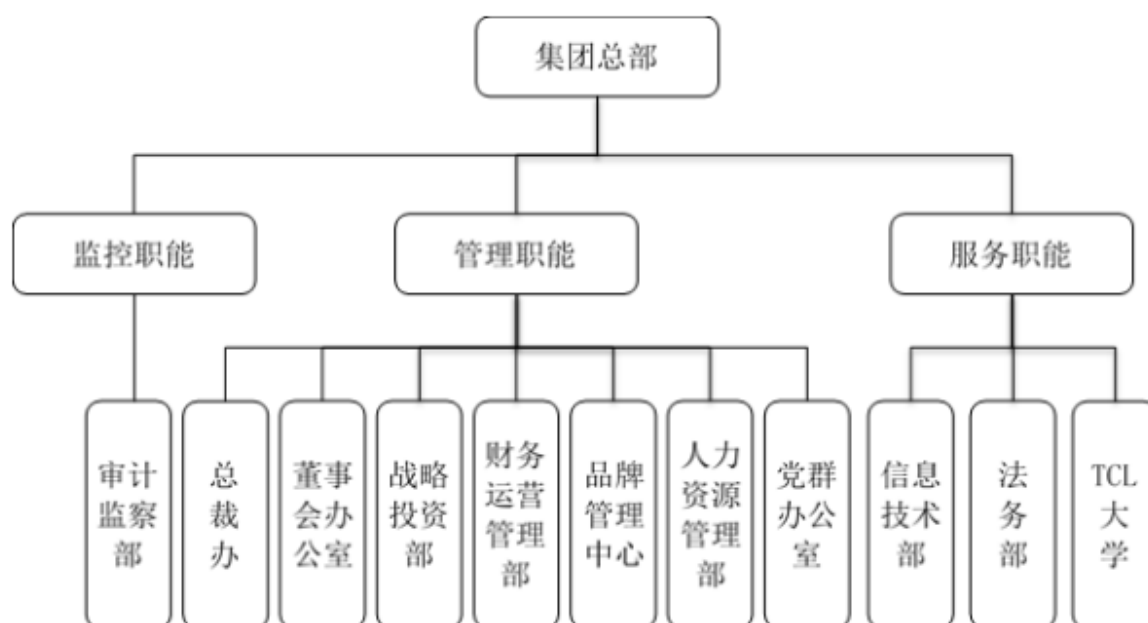 集团总部
监控职能
管理职能
服务职能
审计
监察
部
总
裁
办
董事
会办
公室
战略
投资
部
财务
运营
管理
部
品牌
管理
中心
人力
资源
管理
部
党群
办公
室
信息
技术
部
法
务
部
TCL
大
学